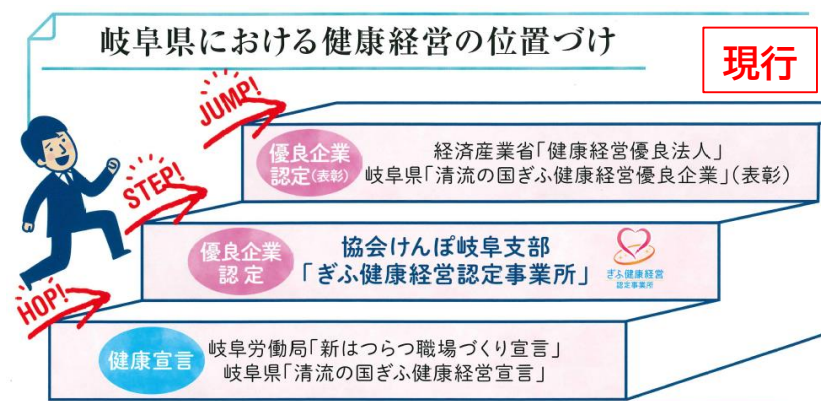 岐阜県における健康経営の位置づけ
現行
JUMP!
優良企業
認定(表彰)
経済産業省「健康経営優良法人」
岐阜県「清流の国ぎふ健康経営優良企業」(表彰)
STEP!
優良企業
認定
協会けんぽ岐阜支部
「ぎふ健康経営認定事業所」
ぎふ健康経営
認定事業所
HOP!
健康宣言
岐阜労働局「新はつらつ職場づくり宣言」
岐阜県「清流の国ぎふ健康経営宣言」